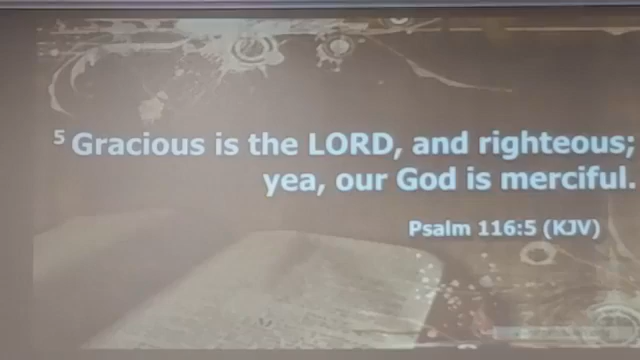 5 Gracious is the LORD, and righteous;
yea, our God is merciful.
Psalm 116:5 (KJV)